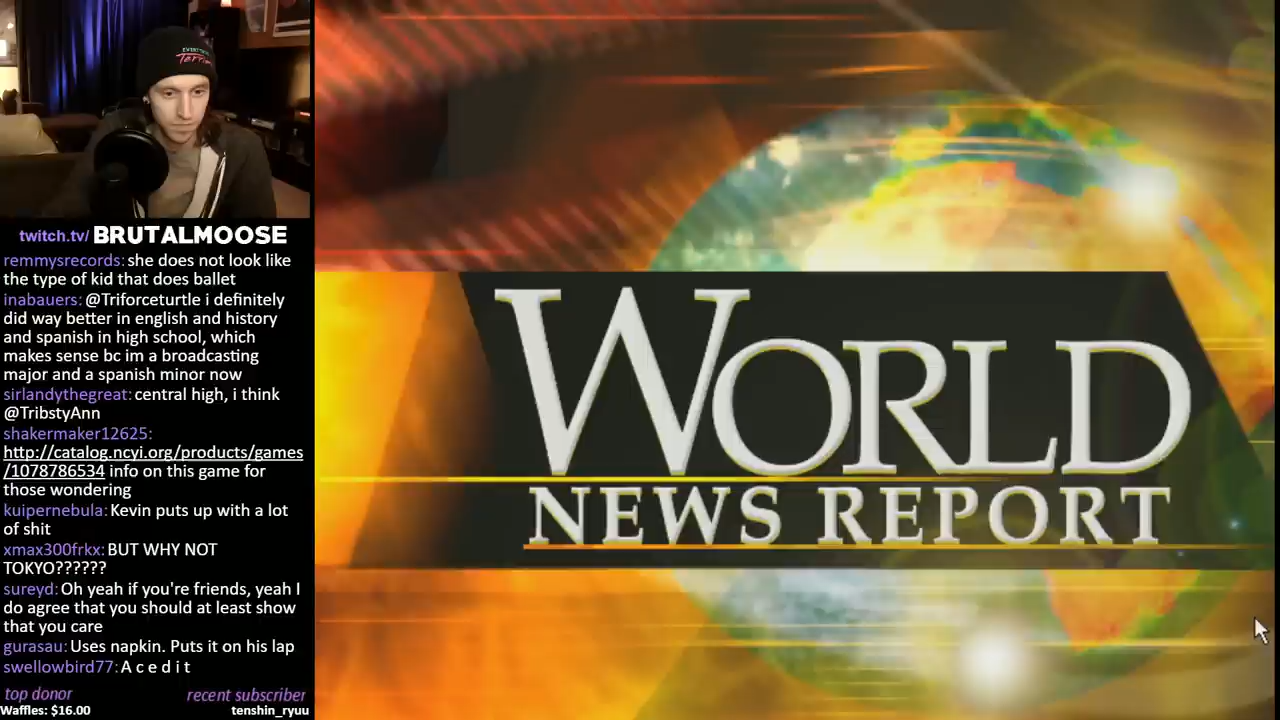 twitch.tv/ BRUTALMOOSE
remmysrecords: she does not look like
the type of kid that does ballet
inabauers: @Triforceturtle i definitely
did way better in english and history
and spanish in high school, which
makes sense bc im a broadcasting
major and a spanish minor now
sirlandythegreat: central high, i think
@TribstyAnn
shakermaker12625:
http://catalog.ncyi.org/products/games
/1078786534 info on this game for
those wondering
kuipernebula: Kevin puts up with a lot
of shit
xmax300frkx: BUT WHY NOT
TOKYO??????
sureyd: Oh yeah if you're friends, yeah I
do agree that you should at least show
that you care
gurasau: Uses napkin. Puts it on his lap
swellowbird77: A c e d i t
top donor
recent subscriber
Waffles: $16.00
tenshin_ryuu
WORLD
NEWS REPORT